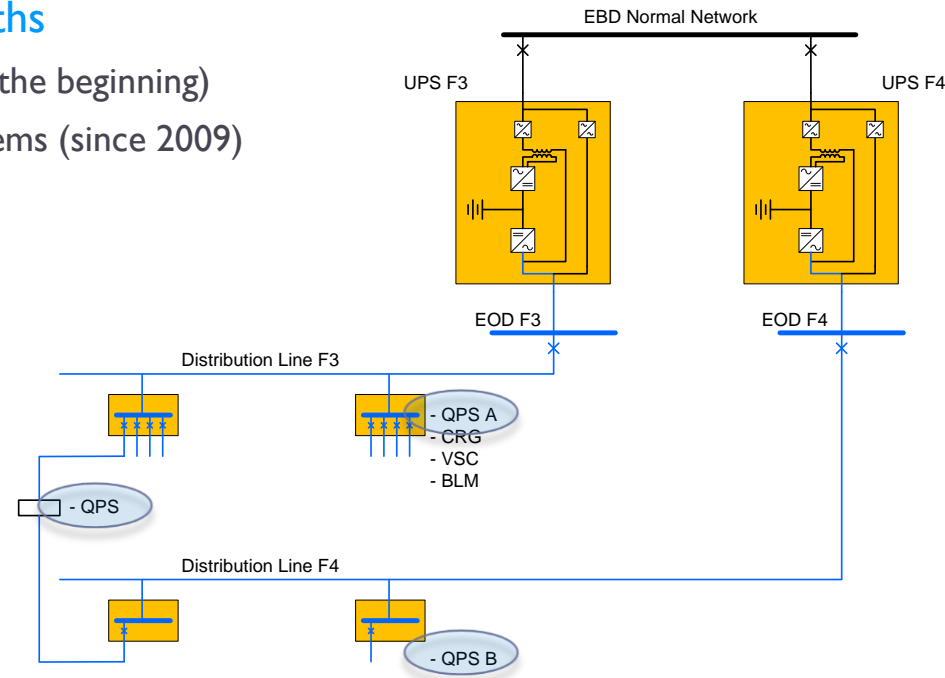 ths
the beginning)
ems (since 2009)
EBD Normal Network
UPS F3
UPS F4
EOD F3
EOD F4
Distribution Line F3
- QPS A
- CRG
- VSC
- BLM
- QPS
Distribution Line F4
- QPS B